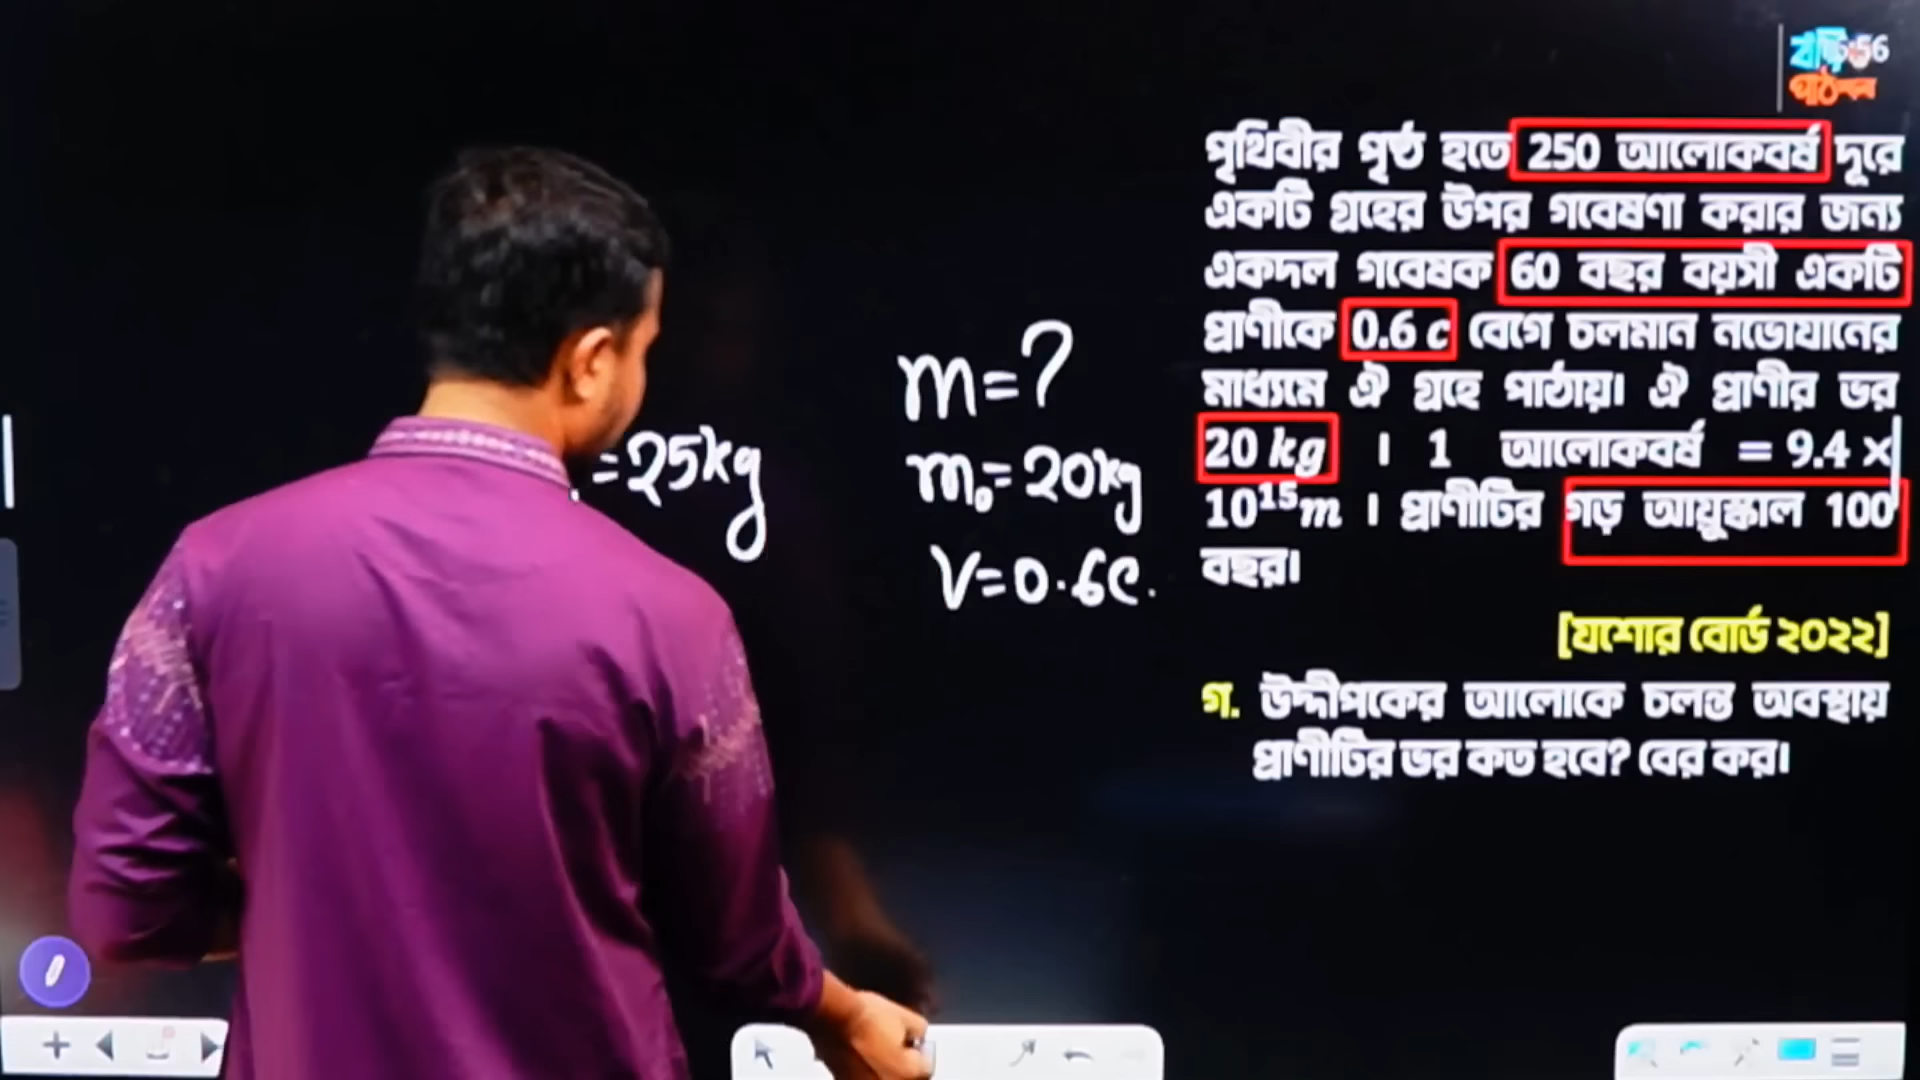 পৃথিবীর পৃষ্ঠ হতে 250 আলোকবর্ষ দূরে
একটি গ্রহের উপর গবেষণা করার জন্য
একদল গবেষক 60 বছর বয়সী একটি
প্রাণীকে 0.6 c বেগে চলমান নভোযানের
মাধ্যমে ঐ গ্রহে পাঠায়। ঐ প্রাণীর ভর
20 kg । 1 আলোকবর্ষ = 9.4 ×
10¹⁵m । প্রাণীটির গড় আয়ুষ্কাল 100
বছর।
[যশোর বোর্ড ২০২২]
গ. উদ্দীপকের আলোকে চলন্ত অবস্থায়
প্রাণীটির ভর কত হবে? বের কর।
m=?
m₀=20kg
V=0.6c.
=25kg